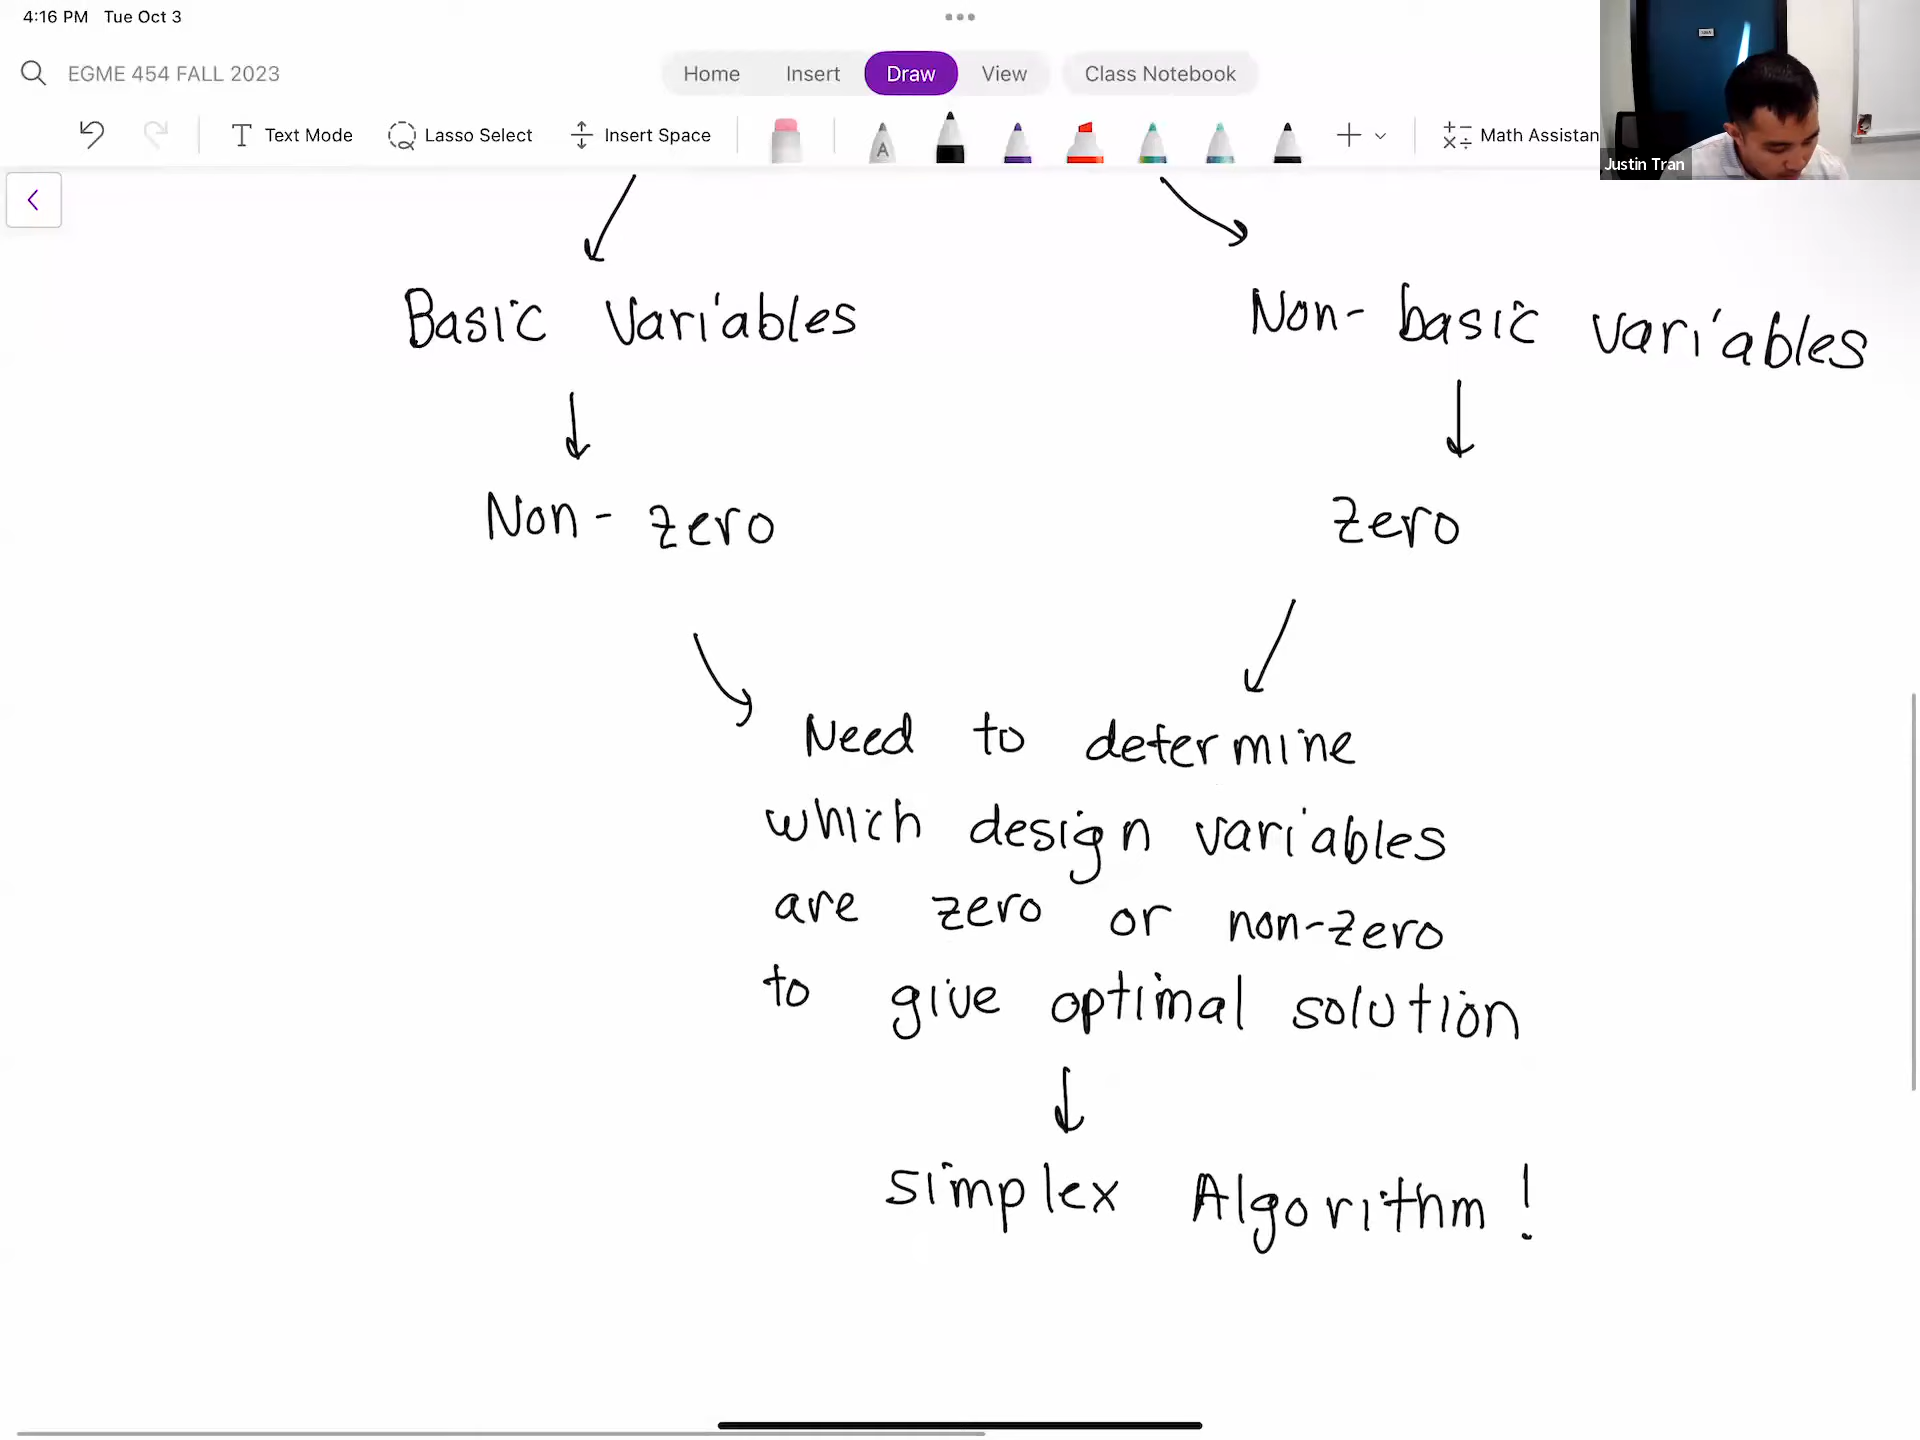 4:16 PM Tue Oct 3
EGME 454 FALL 2023
Home Insert Draw View Class Notebook
Text Mode Lasso Select Insert Space A Math Assistan
Justin Tran
Basic Variables Non-basic variables
Non-zero zero
Need to determine
which design variables
are zero or non-zero
to give optimal solution
Simplex Algorithm!